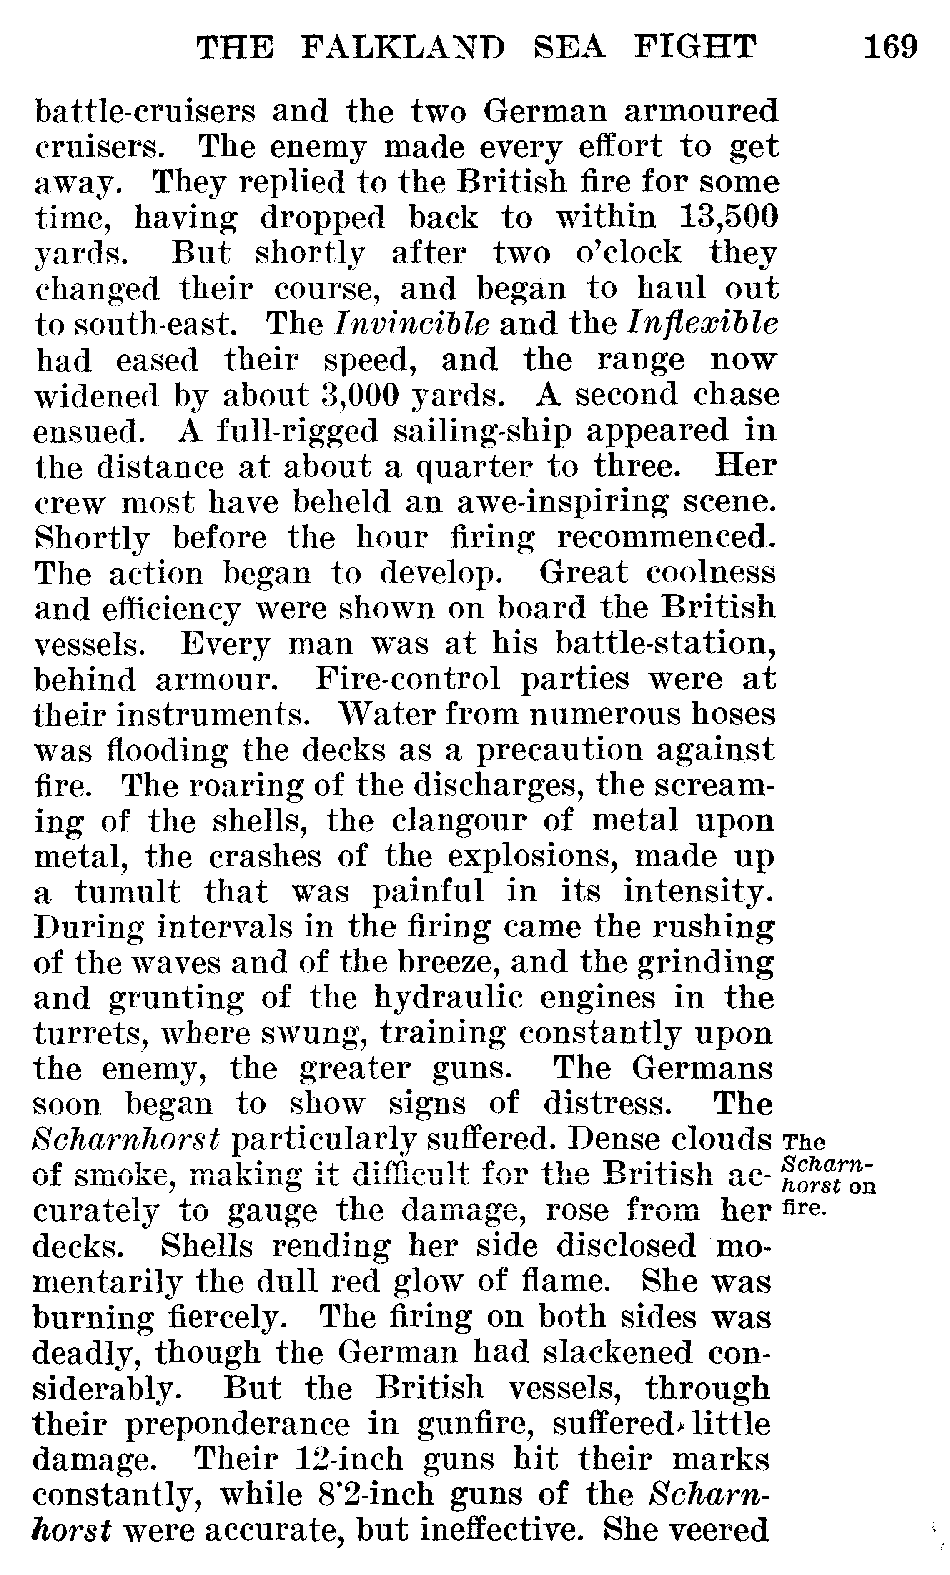 THE FALKLAND SEA FIGHT 169
battle-cruisers and the two German armoured
cruisers. The enemy made every effort to get
away. They replied to the British fire for some
time, having dropped back to within 13,500
yards. But shortly after two o'clock they
changed their course, and began to haul out
to south-east. The Invincible and the Inflexible
had eased their speed, and the range now
widened by about 3,000 yards. A second chase
ensued. A full-rigged sailing-ship appeared in
the distance at about a quarter to three. Her
crew most have beheld an awe-inspiring scene.
Shortly before the hour firing recommenced.
The action began to develop. Great coolness
and efficiency were shown on board the British
vessels. Every man was at his battle-station,
behind armour. Fire-control parties were at
their instruments. Water from numerous hoses
was flooding the decks as a precaution against
fire. The roaring of the discharges, the scream-
ing of the shells, the clangour of metal upon
metal, the crashes of the explosions, made up
a tumult that was painful in its intensity.
During intervals in the firing came the rushing
of the waves and of the breeze, and the grinding
and grunting of the hydraulic engines in the
turrets, where swung, training constantly upon
the enemy, the greater guns. The Germans
soon began to show signs of distress. The
Scharnhorst particularly suffered. Dense clouds
of smoke, making it difficult for the British ac-
curately to gauge the damage, rose from her
decks. Shells rending her side disclosed mo-
mentarily the dull red glow of flame. She was
burning fiercely. The firing on both sides was
deadly, though the German had slackened con-
siderably. But the British vessels, through
their preponderance in gunfire, suffered little
damage. Their 12-inch guns hit their marks
constantly, while 8·2-inch guns of the Scharn-
horst were accurate, but ineffective. She veered
The
Scharn-
horst on
fire.